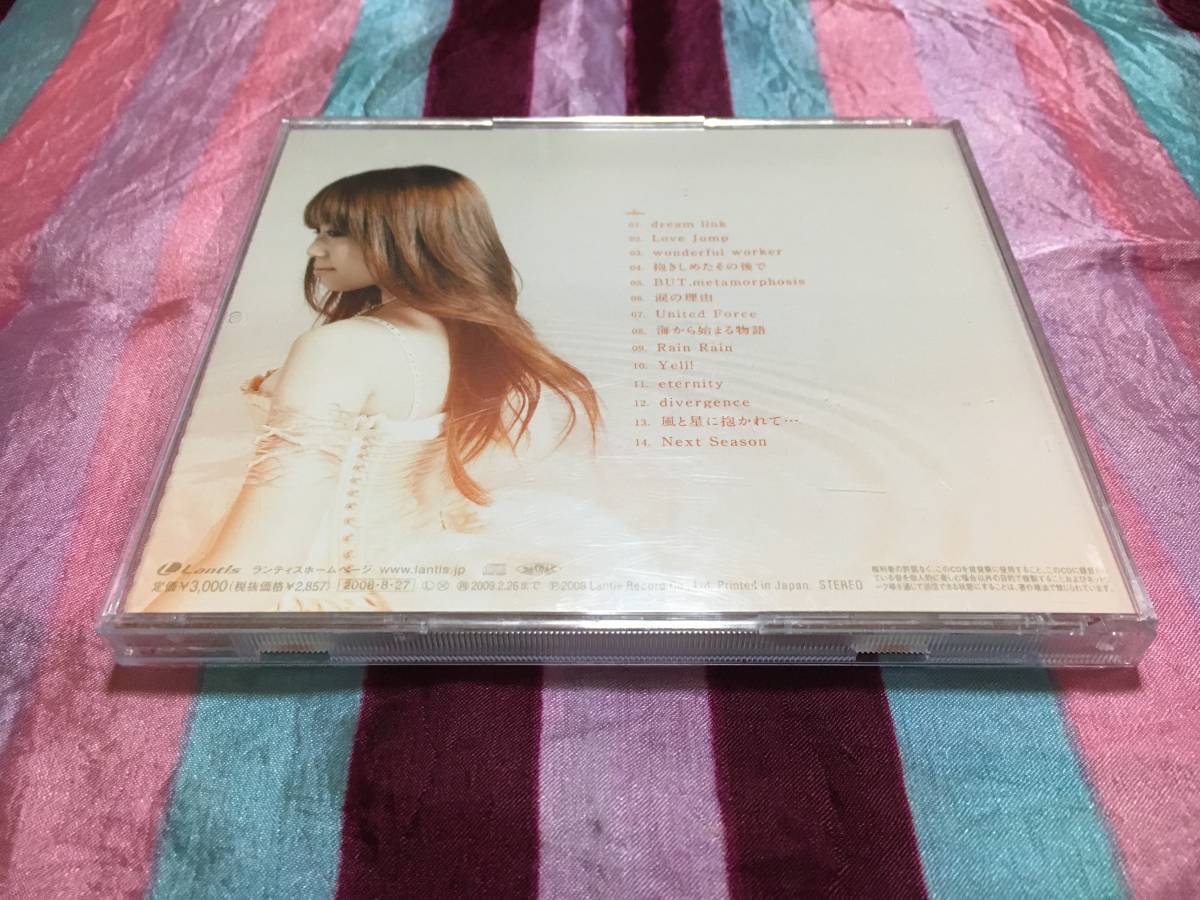 01. dream link
02. Love Jump
03. wonderful worker
04. 抱きしめたその後で
05. BUT,metamorphosis
06. 涙の理由
07. United Force
08. 海から始まる物語
09. Rain Rain
10. Yell!
11. eternity
12. divergence
13. 風と星に抱かれて…
14. Next Season
Lantis ランティスホームページ www.lantis.jp
定価¥3,000(税抜価格¥2,857) 2008・8・27 Ⓛ Ⓧ 2009.2.26まで Ⓟ2008 Lantis Record Co., Ltd. Printed in Japan. STEREO